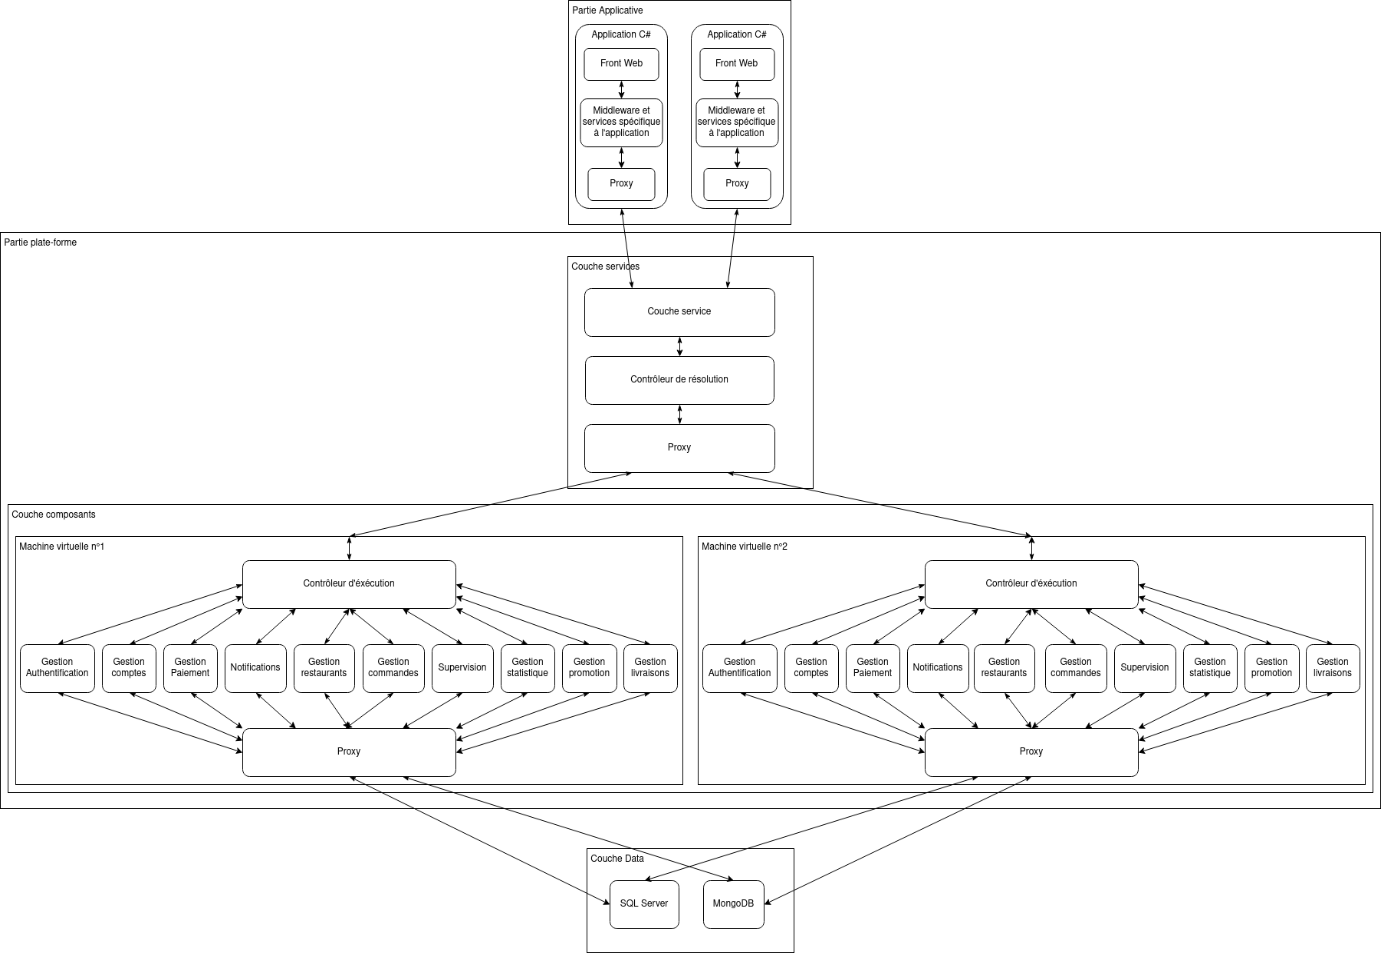 Partie Applicative
Application C#
Application C#
Front Web
Front Web
Middleware et
services spécifique
à l'application
Middleware et
services spécifique
à l'application
Proxy
Proxy
Partie plate-forme
Couche services
Couche service
Contrôleur de résolution
Proxy
Couche composants
Machine virtuelle n°1
Contrôleur d'éxécution
Gestion
Authentification
Gestion
comptes
Gestion
Paiement
Notifications
Gestion
restaurants
Gestion
commandes
Supervision
Gestion
statistique
Gestion
promotion
Gestion
livraisons
Proxy
Machine virtuelle n°2
Contrôleur d'éxécution
Gestion
Authentification
Gestion
comptes
Gestion
Paiement
Notifications
Gestion
restaurants
Gestion
commandes
Supervision
Gestion
statistique
Gestion
promotion
Gestion
livraisons
Proxy
Couche Data
SQL Server
MongoDB